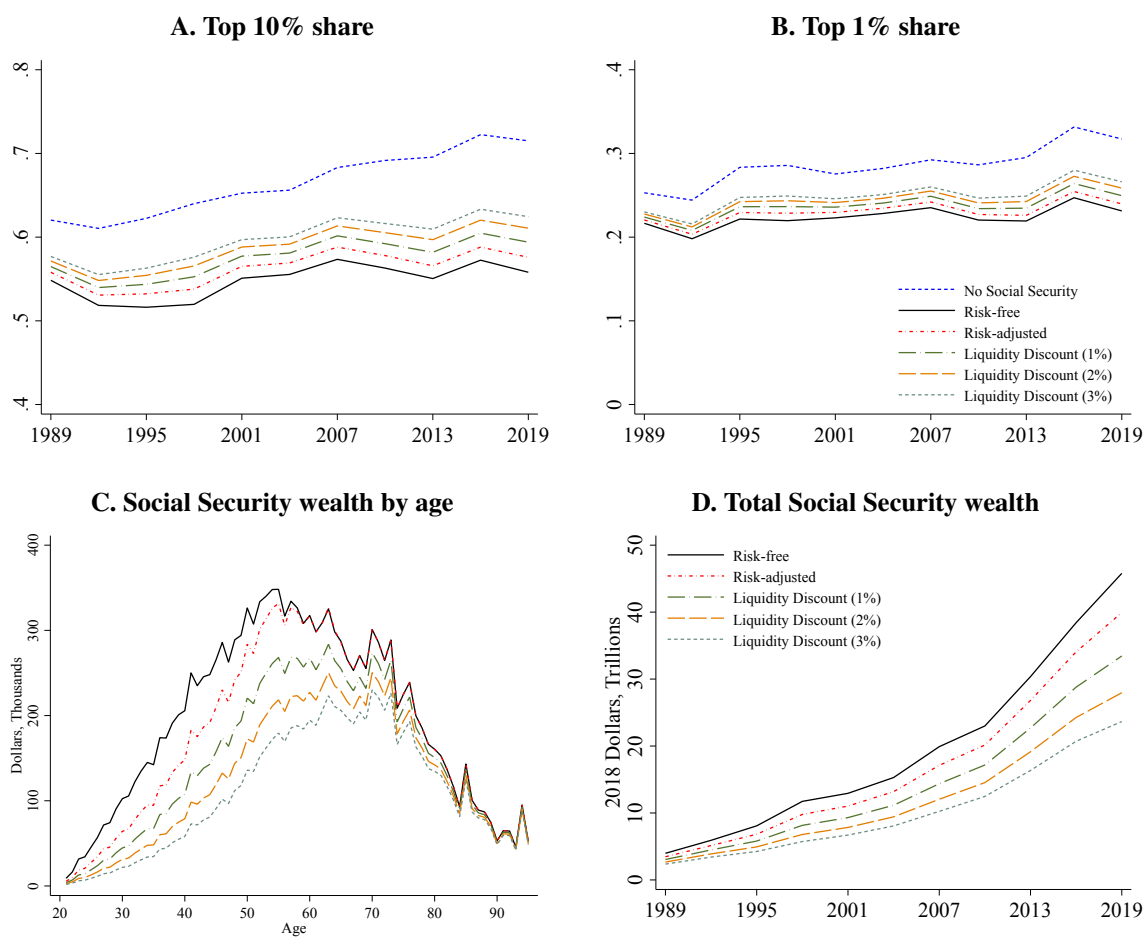 A. Top 10% share
.8
.7
.6
.5
.4
1989 1995 2001 2007 2013 2019
B. Top 1% share
.4
.3
.2
.1
0
No Social Security
Risk-free
Risk-adjusted
Liquidity Discount (1%)
Liquidity Discount (2%)
Liquidity Discount (3%)
1989 1995 2001 2007 2013 2019
C. Social Security wealth by age
Dollars, Thousands
400
300
200
100
0
20 30 40 50 60 70 80 90
Age
D. Total Social Security wealth
2018 Dollars, Trillions
50
40
30
20
10
0
Risk-free
Risk-adjusted
Liquidity Discount (1%)
Liquidity Discount (2%)
Liquidity Discount (3%)
1989 1995 2001 2007 2013 2019